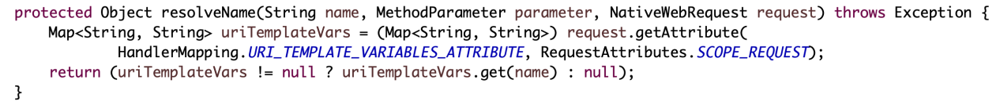 protected Object resolveName(String name, MethodParameter parameter, NativeWebRequest request) throws Exception {
    Map<String, String> uriTemplateVars = (Map<String, String>) request.getAttribute(
            HandlerMapping.URI_TEMPLATE_VARIABLES_ATTRIBUTE, RequestAttributes.SCOPE_REQUEST);
    return (uriTemplateVars != null ? uriTemplateVars.get(name) : null);
}